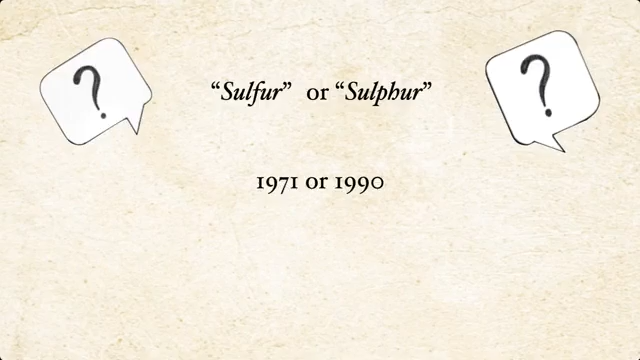 ? ?
“Sulfur” or “Sulphur”
1971 or 1990